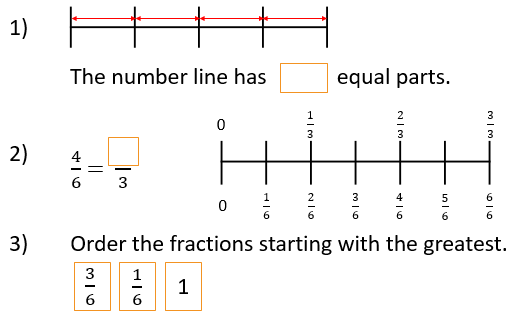 1)
The number line has equal parts.
0 1/3 2/3 3/3
2) 4/6 = /3
0 1/6 2/6 3/6 4/6 5/6 6/6
3) Order the fractions starting with the greatest.
3/6 1/6 1